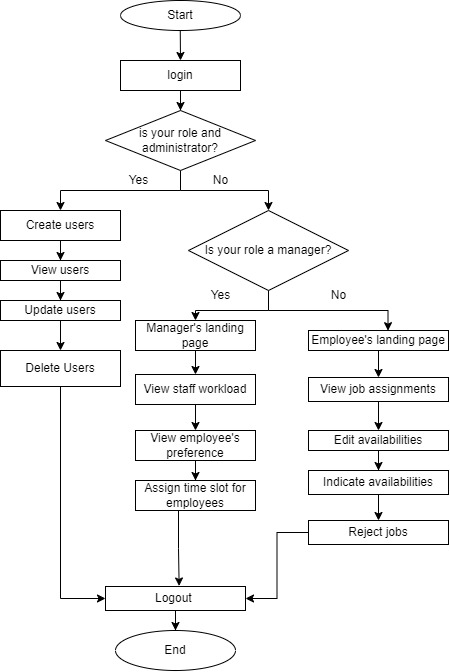 Start
login
is your role and
administrator?
Yes
No
Create users
View users
Update users
Delete Users
Is your role a manager?
Yes
No
Manager's landing
page
View staff workload
View employee's
preference
Assign time slot for
employees
Employee's landing page
View job assignments
Edit availabilities
Indicate availabilities
Reject jobs
Logout
End